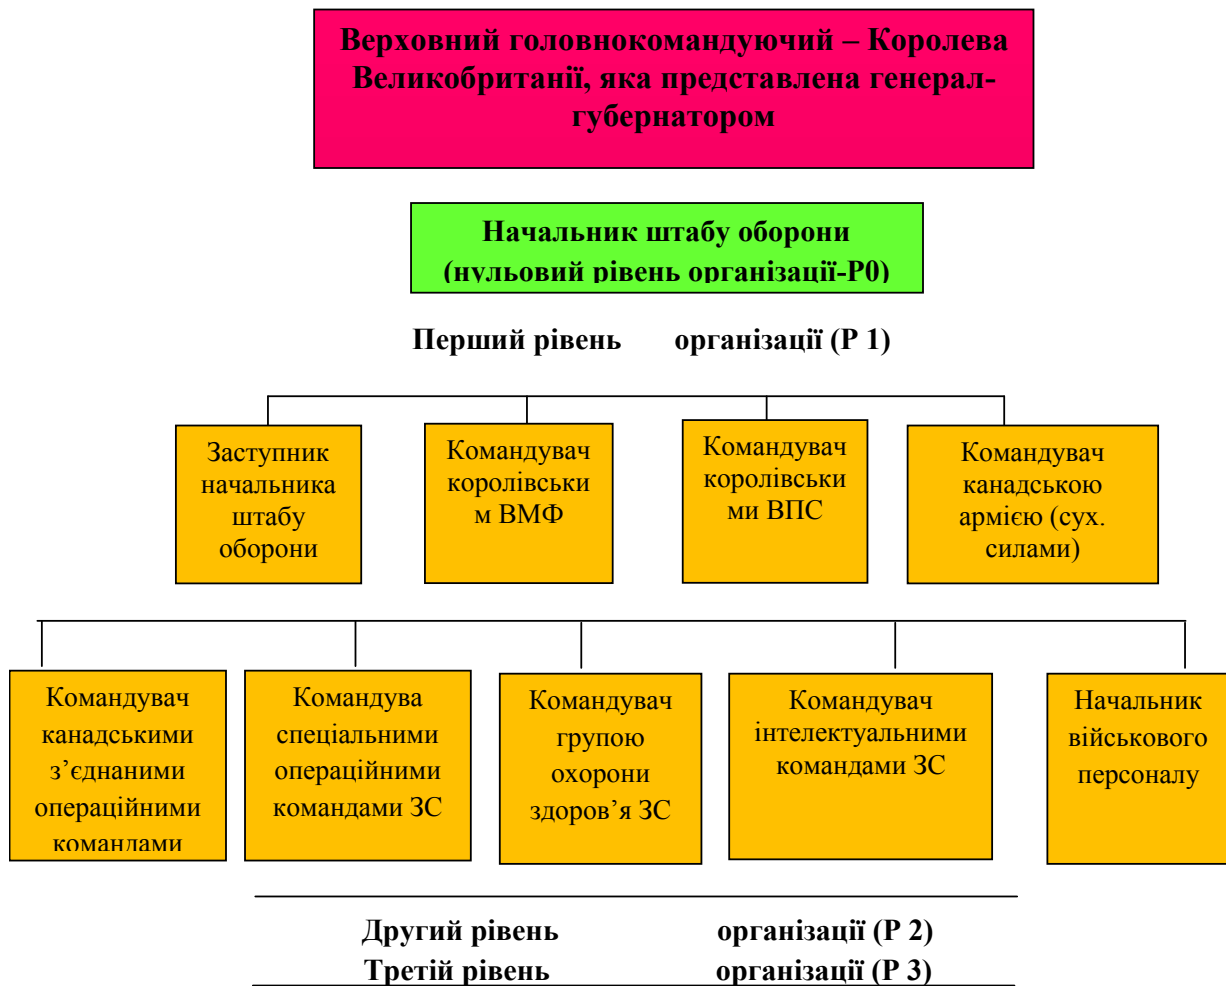 Верховний головнокомандуючий – Королева
Великобританії, яка представлена генерал-
губернатором
Начальник штабу оборони
(нульовий рівень організації-Р0)
Перший рівень організації (Р 1)
Заступник
начальника
штабу
оборони
Командувач
королівськи
м ВМФ
Командувач
королівськи
ми ВПС
Командувач
канадською
армією (сух.
силами)
Командувач
канадськими
з’єднаними
операційними
командами
Командува
спеціальними
операційними
командами ЗС
Командувач
групою
охорони
здоров’я ЗС
Командувач
інтелектуальними
командами ЗС
Начальник
військового
персоналу
Другий рівень організації (Р 2)
Третій рівень організації (Р 3)